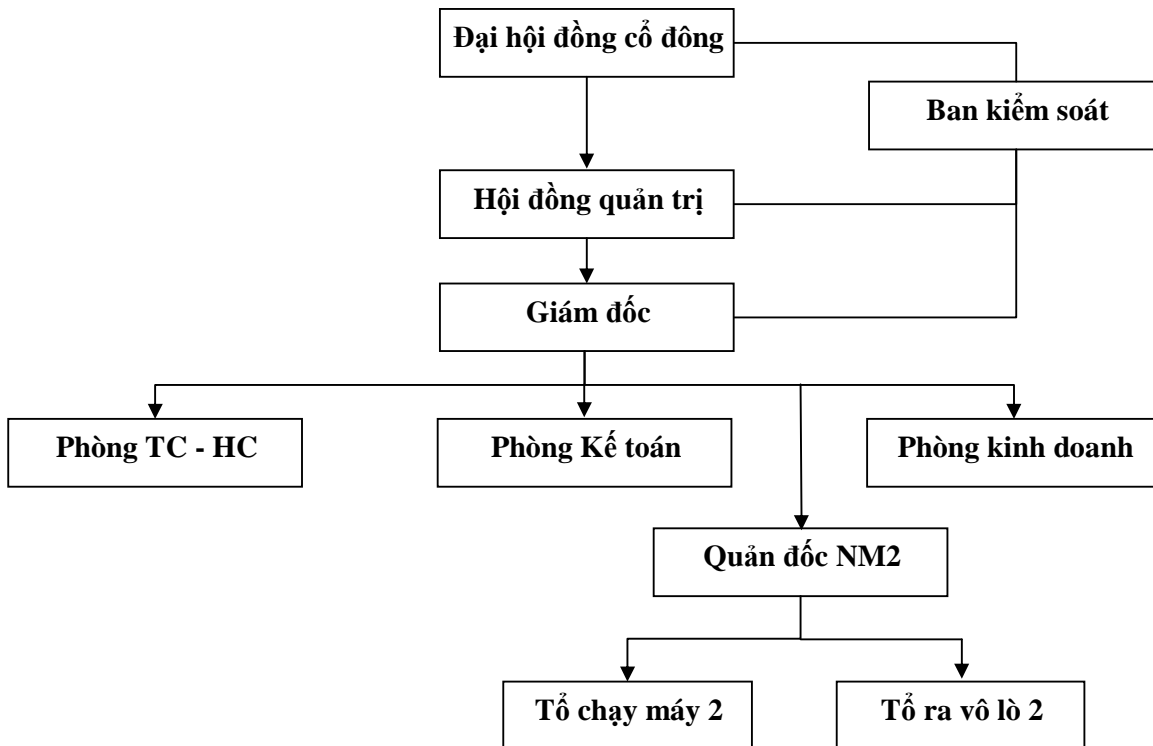 Đại hội đồng cổ đông
Ban kiểm soát
Hội đồng quản trị
Giám đốc
Phòng TC - HC
Phòng Kế toán
Phòng kinh doanh
Quản đốc NM2
Tổ chạy máy 2
Tổ ra vô lò 2